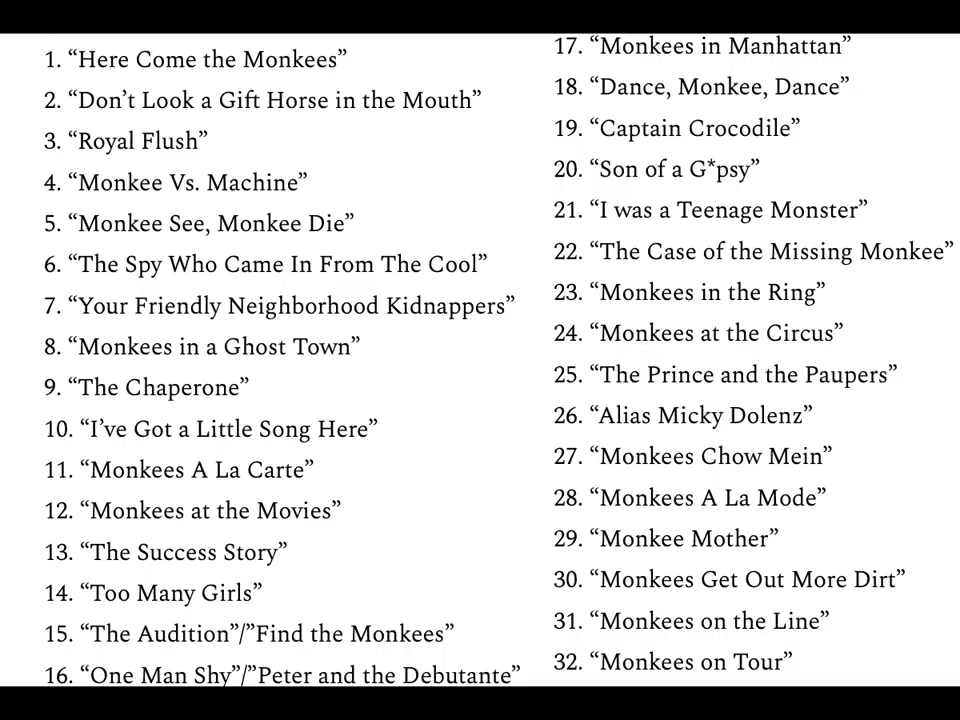 1. “Here Come the Monkees”
2. “Don’t Look a Gift Horse in the Mouth”
3. “Royal Flush”
4. “Monkee Vs. Machine”
5. “Monkee See, Monkee Die”
6. “The Spy Who Came In From The Cool”
7. “Your Friendly Neighborhood Kidnappers”
8. “Monkees in a Ghost Town”
9. “The Chaperone”
10. “I’ve Got a Little Song Here”
11. “Monkees A La Carte”
12. “Monkees at the Movies”
13. “The Success Story”
14. “Too Many Girls”
15. “The Audition”/”Find the Monkees”
16. “One Man Shy”/”Peter and the Debutante”
17. “Monkees in Manhattan”
18. “Dance, Monkee, Dance”
19. “Captain Crocodile”
20. “Son of a G*psy”
21. “I was a Teenage Monster”
22. “The Case of the Missing Monkee”
23. “Monkees in the Ring”
24. “Monkees at the Circus”
25. “The Prince and the Paupers”
26. “Alias Micky Dolenz”
27. “Monkees Chow Mein”
28. “Monkees A La Mode”
29. “Monkee Mother”
30. “Monkees Get Out More Dirt”
31. “Monkees on the Line”
32. “Monkees on Tour”